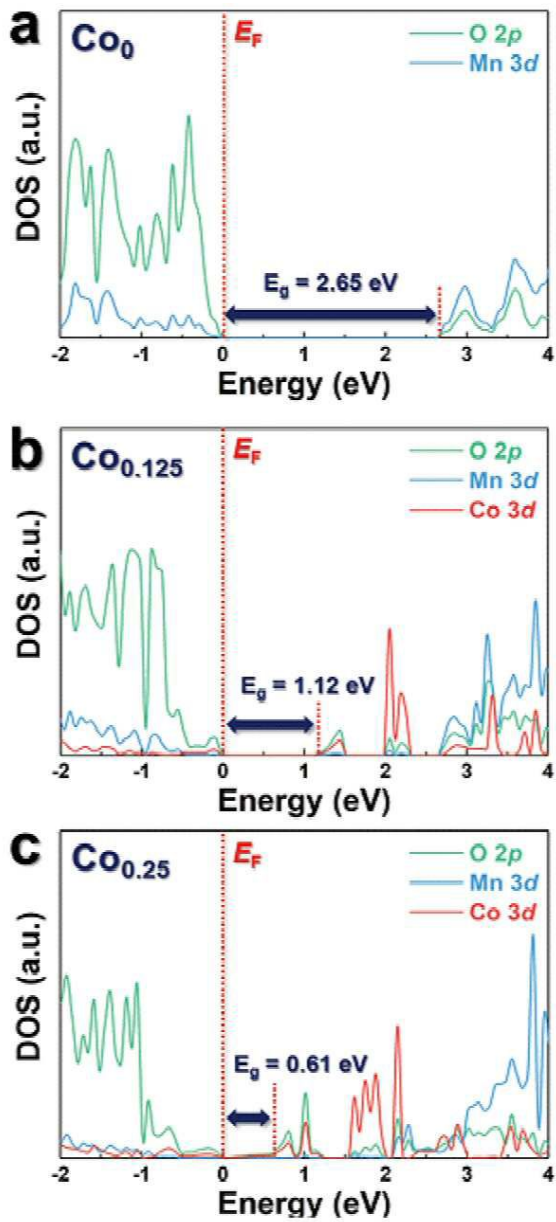 a
Co0
EF
O 2p
Mn 3d
DOS (a.u.)
Eg = 2.65 eV
-2 -1 0 1 2 3 4
Energy (eV)
b
Co0.125
EF
O 2p
Mn 3d
Co 3d
DOS (a.u.)
Eg = 1.12 eV
-2 -1 0 1 2 3 4
Energy (eV)
c
Co0.25
EF
O 2p
Mn 3d
Co 3d
DOS (a.u.)
Eg = 0.61 eV
-2 -1 0 1 2 3 4
Energy (eV)